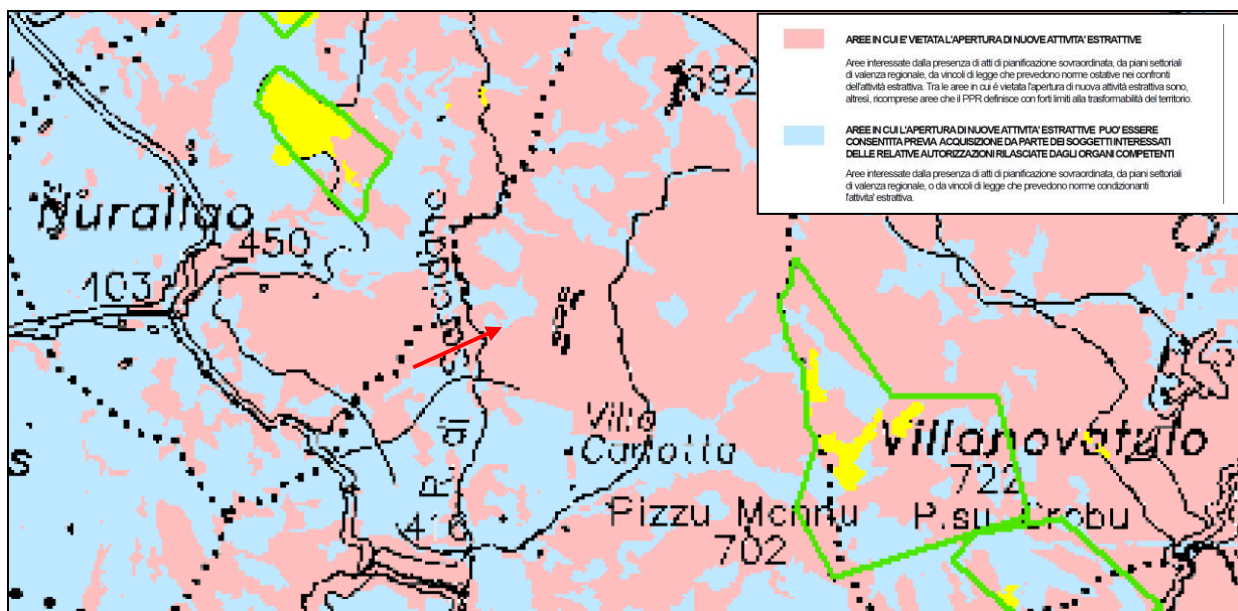 AREE IN CUI E' VIETATA L'APERTURA DI NUOVE ATTIVITA' ESTRATTIVE
Aree interessate dalla presenza di atti di pianificazione sovraordinata, da piani settoriali
di valenza regionale, da vincoli di legge che prevedono norme ostative nei confronti
dell'attività estrattiva. Tra le aree in cui é vietata l'apertura di nuova attività estrattiva sono,
altresì, ricomprese aree che il PPR definisce con forti limiti alla trasformabilità del territorio.
AREE IN CUI L'APERTURA DI NUOVE ATTIVITA' ESTRATTIVE PUO' ESSERE
CONSENTITA PREVIA ACQUISIZIONE DA PARTE DEI SOGGETTI INTERESSATI
DELLE RELATIVE AUTORIZZAZIONI RILASCIATE DAGLI ORGANI COMPETENTI
Aree interessate dalla presenza di atti di pianificazione sovraordinata, da piani settoriali
di valenza regionale, o da vincoli di legge che prevedono norme condizionanti
l'attivita' estrattiva.
692
Nurallao
450
103
Villa
Carlotta
Villanovatulo
722
Pizzu Mannu
702
P.su Crobu
410
R.
s